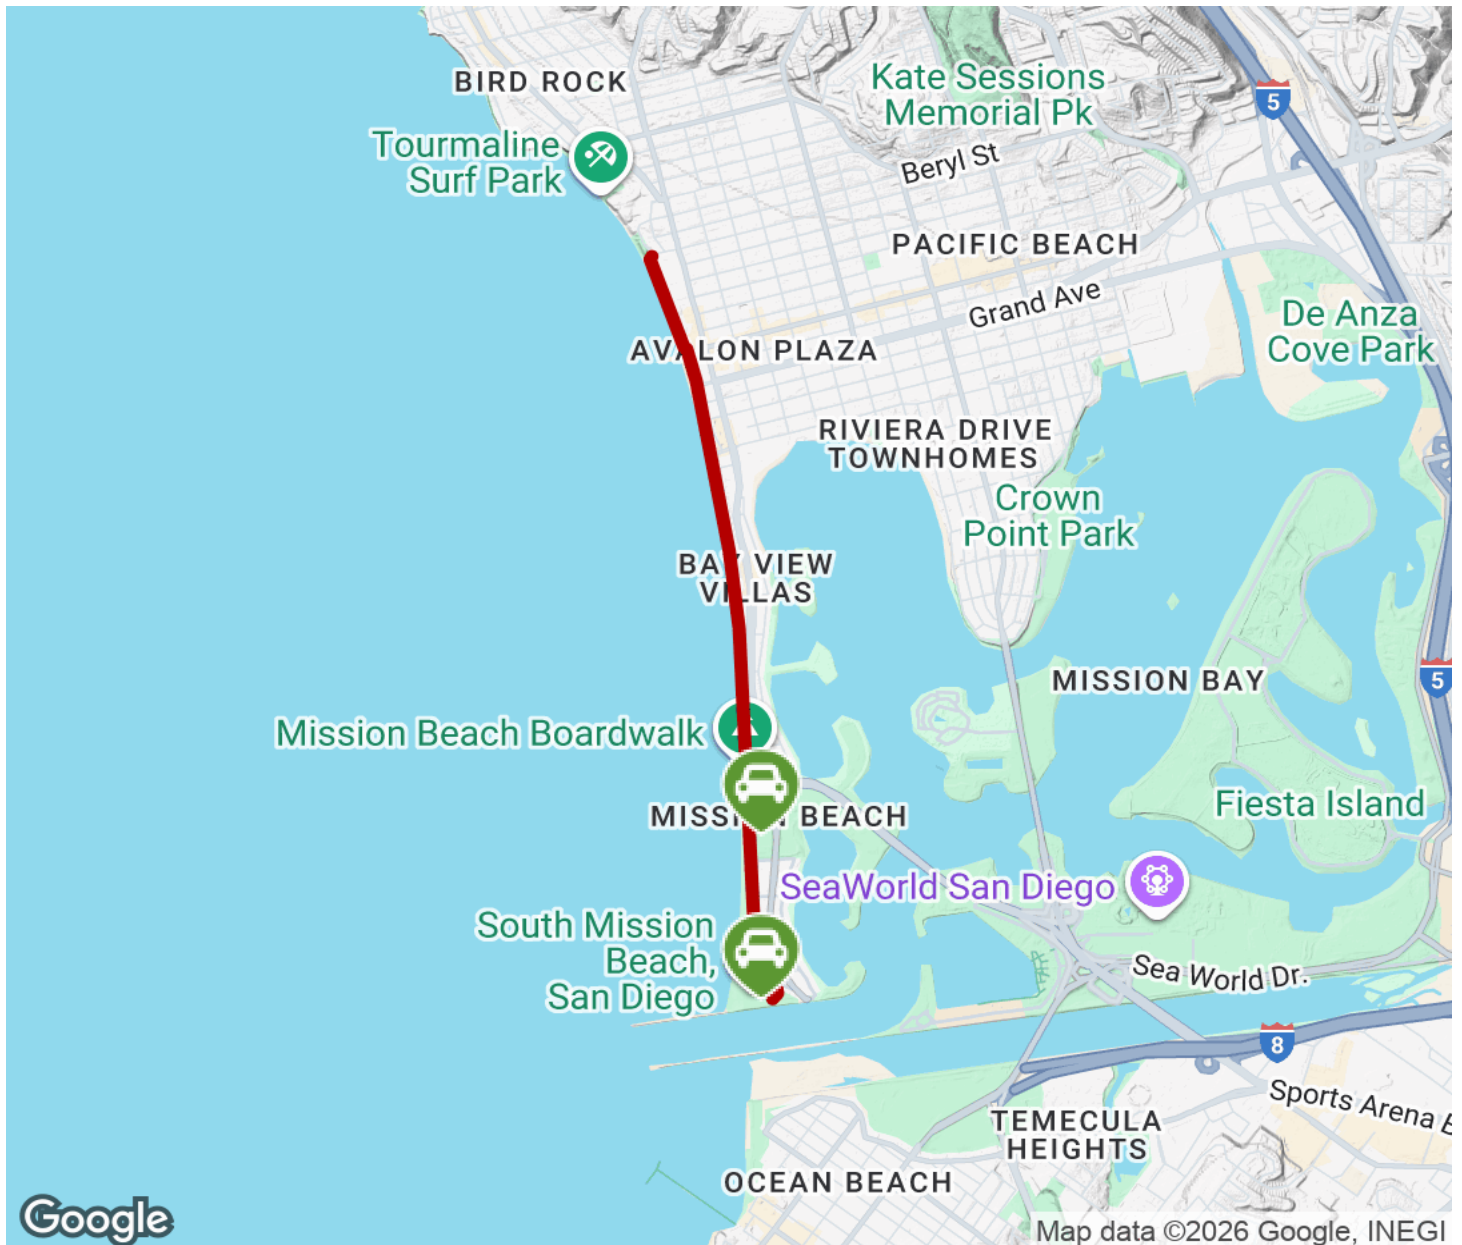 BIRD ROCK
Kate Sessions
Memorial Pk
5
Tourmaline
Surf Park
Beryl St
PACIFIC BEACH
Grand Ave
De Anza
Cove Park
AVALON PLAZA
RIVIERA DRIVE
TOWNHOMES
Crown
Point Park
BAY VIEW
VILLAS
MISSION BAY
5
Mission Beach Boardwalk
MISSION BEACH
Fiesta Island
SeaWorld San Diego
South Mission
Beach,
San Diego
Sea World Dr.
8
Sports Arena B
TEMECULA
HEIGHTS
OCEAN BEACH
Google
Map data ©2026 Google, INEGI